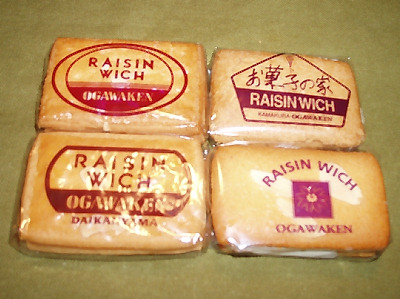 RAISIN
WICH
OGAWAKEN
お菓子の家
RAISIN WICH
KAMAKURA OGAWAKEN
RAISIN
WICH
OGAWAKEN
DAIKANYAMA
RAISIN WICH
OGAWAKEN